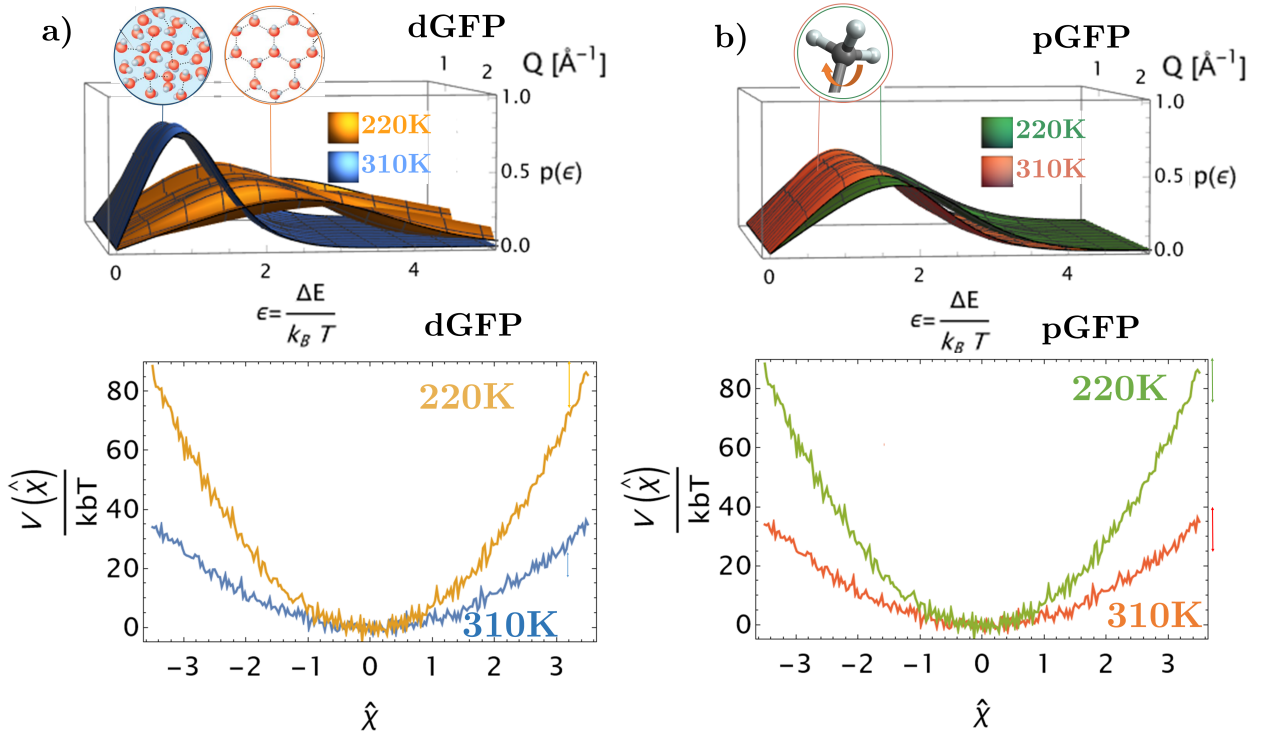 a)
dGFP
Q [Å⁻¹]
1
2
1.0
220K
310K
0.5
p(ϵ)
0.0
0
2
4
ϵ= ΔE
k_B T
dGFP
80
60
40
20
0
V(χ̂)
kbT
220K
310K
−3 −2 −1 0 1 2 3
χ̂
b)
pGFP
Q [Å⁻¹]
1
2
1.0
220K
310K
0.5
p(ϵ)
0.0
0
2
4
ϵ= ΔE
k_B T
pGFP
80
60
40
20
0
V(χ̂)
kbT
220K
310K
−3 −2 −1 0 1 2 3
χ̂